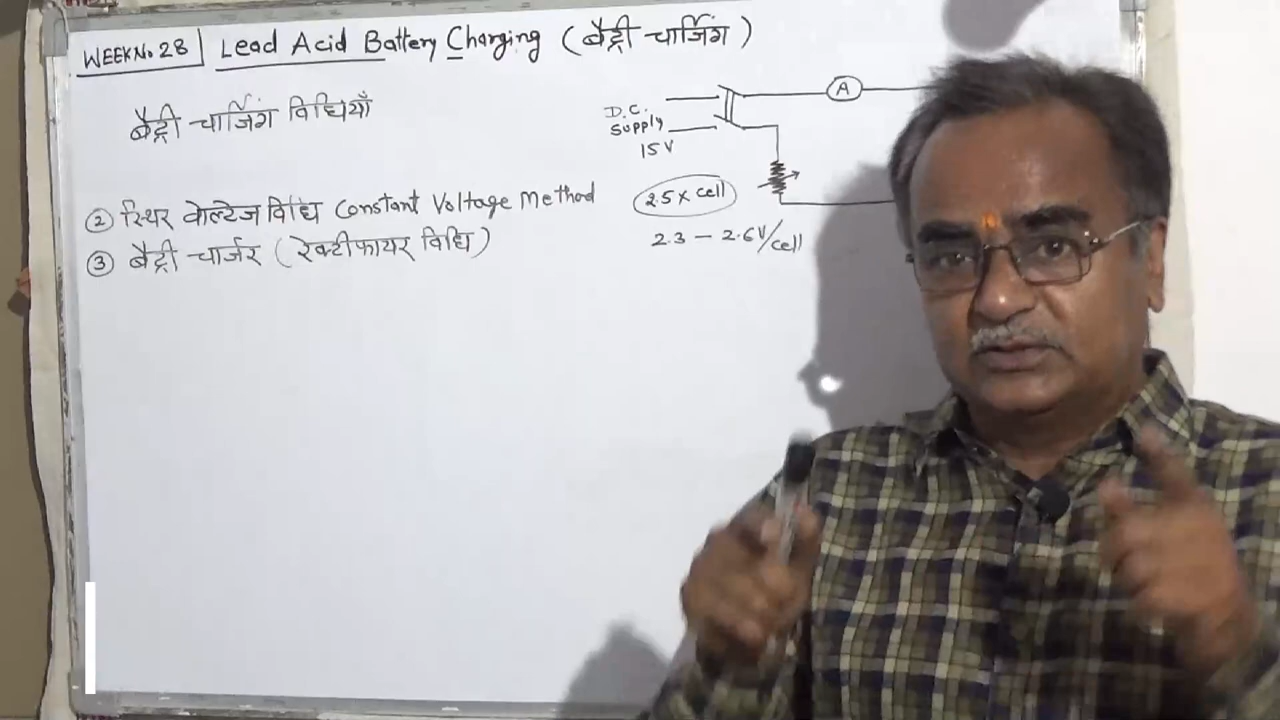 WEEK No. 28 Lead Acid Battery Charging (बैट्री चार्जिंग)
बैट्री चार्जिंग विधियाँ
② स्थिर वोल्टेज विधि Constant Voltage Method
③ बैट्री चार्जर (रेक्टीफायर विधि)
D.C.
Supply
15V
A
2.5 x cell
2.3 – 2.6V/cell